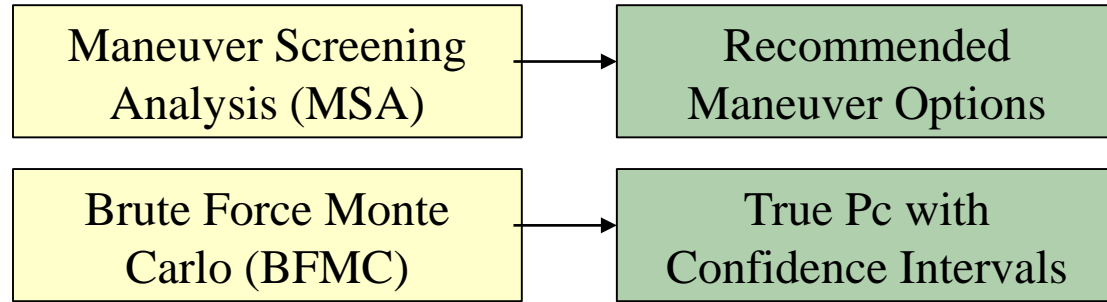 Maneuver Screening
Analysis (MSA)
Recommended
Maneuver Options
Brute Force Monte
Carlo (BFMC)
True Pc with
Confidence Intervals